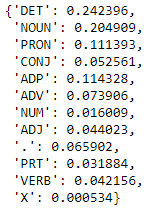 {'DET': 0.242396,
'NOUN': 0.204909,
'PRON': 0.111393,
'CONJ': 0.052561,
'ADP': 0.114328,
'ADV': 0.073906,
'NUM': 0.016009,
'ADJ': 0.044023,
'.': 0.065902,
'PRT': 0.031884,
'VERB': 0.042156,
'X': 0.000534}